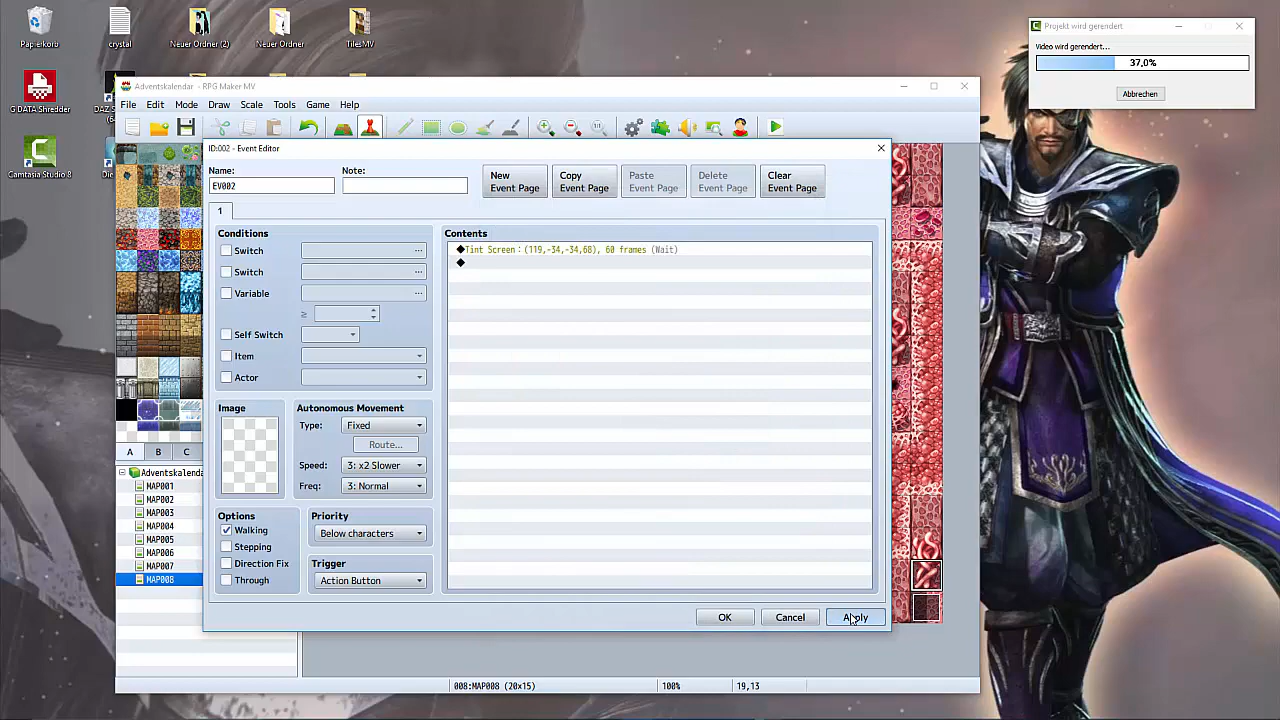 Papierkorb
crystal
Neuer Ordner (2)
Neuer Ordner
FilesMV
G DATA Shredder
DAZ S
Camtasia Studio 8
Die
Projekt wird gerendert
Video wird gerendert...
37,0%
Abbrechen
Adventskalendar - RPG Maker MV
File Edit Mode Draw Scale Tools Game Help
ID:002 - Event Editor
Name:
Note:
EV002
New Event Page
Copy Event Page
Paste Event Page
Delete Event Page
Clear Event Page
1
Conditions
Switch
Switch
Variable
≥
Self Switch
Item
Actor
Image
Autonomous Movement
Type: Fixed
Route...
Speed: 3: x2 Slower
Freq: 3: Normal
Options
Walking
Stepping
Direction Fix
Through
Priority
Below characters
Trigger
Action Button
Contents
◆Tint Screen : (119,-34,-34,68), 60 frames (Wait)
◆
OK
Cancel
Apply
A B C
Adventskalenda
MAP001
MAP002
MAP003
MAP004
MAP005
MAP006
MAP007
MAP008
008:MAP008 (20×15)
100%
19,13